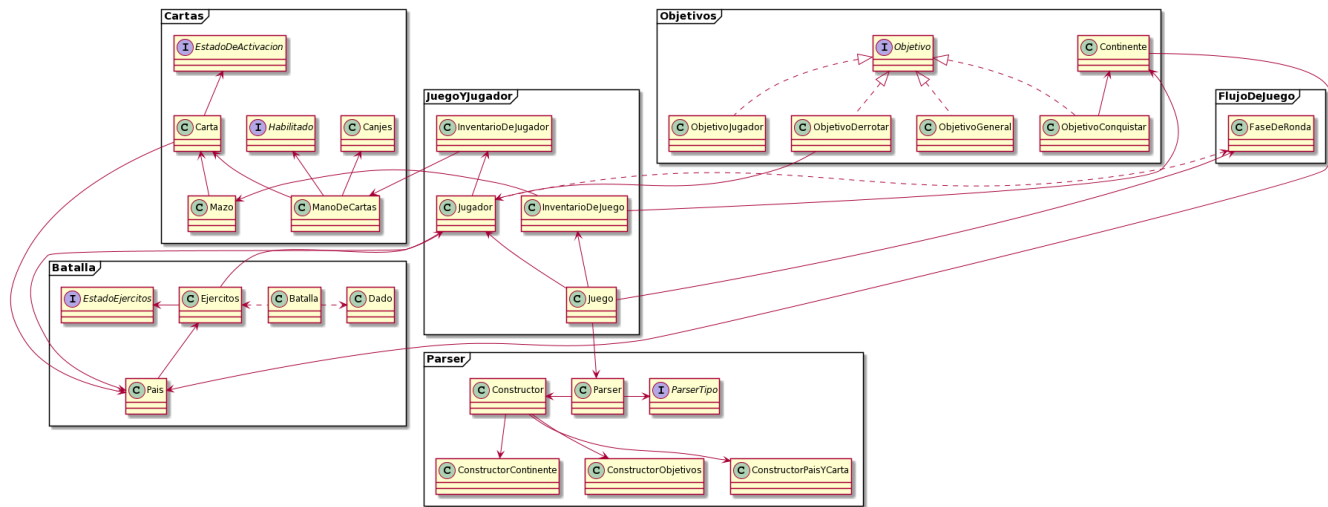 Cartas
I EstadoDeActivacion
C Carta
I Habilitado
C Canjes
C Mazo
C ManoDeCartas
Objetivos
I Objetivo
C Continente
C ObjetivoJugador
C ObjetivoDerrotar
C ObjetivoGeneral
C ObjetivoConquistar
JuegoYJugador
C InventarioDeJugador
C Jugador
C InventarioDeJuego
C Juego
FlujoDeJuego
C FaseDeRonda
Batalla
I EstadoEjercitos
C Ejercitos
C Batalla
C Dado
C Pais
Parser
C Constructor
C Parser
I ParserTipo
C ConstructorContinente
C ConstructorObjetivos
C ConstructorPaisYCarta